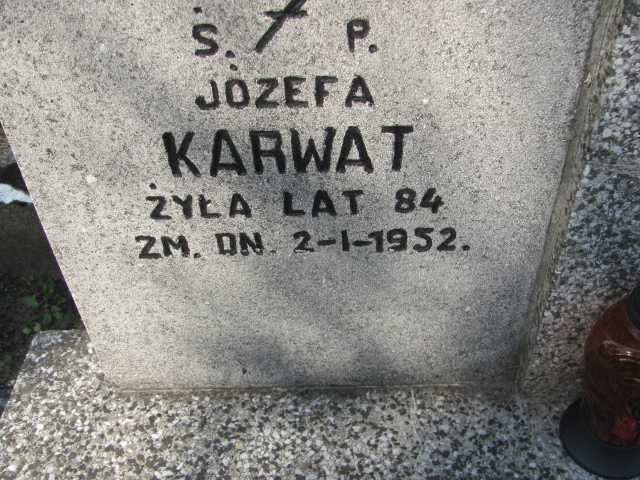 Ś. P.
JÓZEFA
KARWAT
ŻYŁA LAT 84
ZM. DN. 2-I-1952.